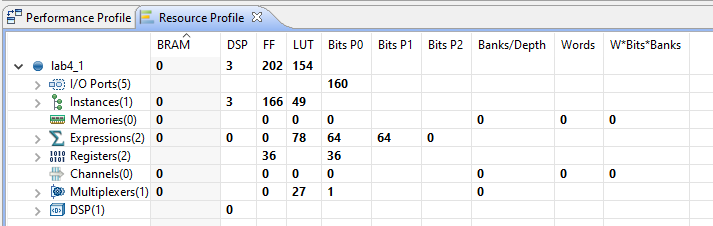 Performance Profile Resource Profile
BRAM DSP FF LUT Bits P0 Bits P1 Bits P2 Banks/Depth Words W*Bits*Banks
lab4_1 0 3 202 154
I/O Ports(5) 160
Instances(1) 0 3 166 49
Memories(0) 0 0 0 0 0 0 0
Expressions(2) 0 0 0 78 64 64 0
Registers(2) 36 36
Channels(0) 0 0 0 0 0 0 0
Multiplexers(1) 0 0 27 1 0
DSP(1) 0